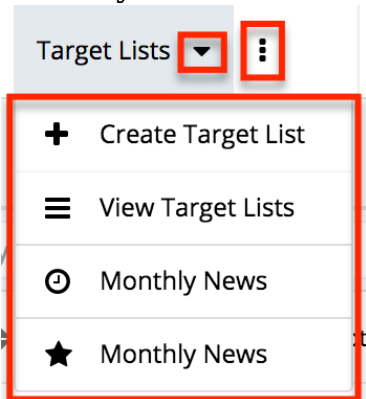 Target Lists
Create Target List
View Target Lists
Monthly News
Monthly News